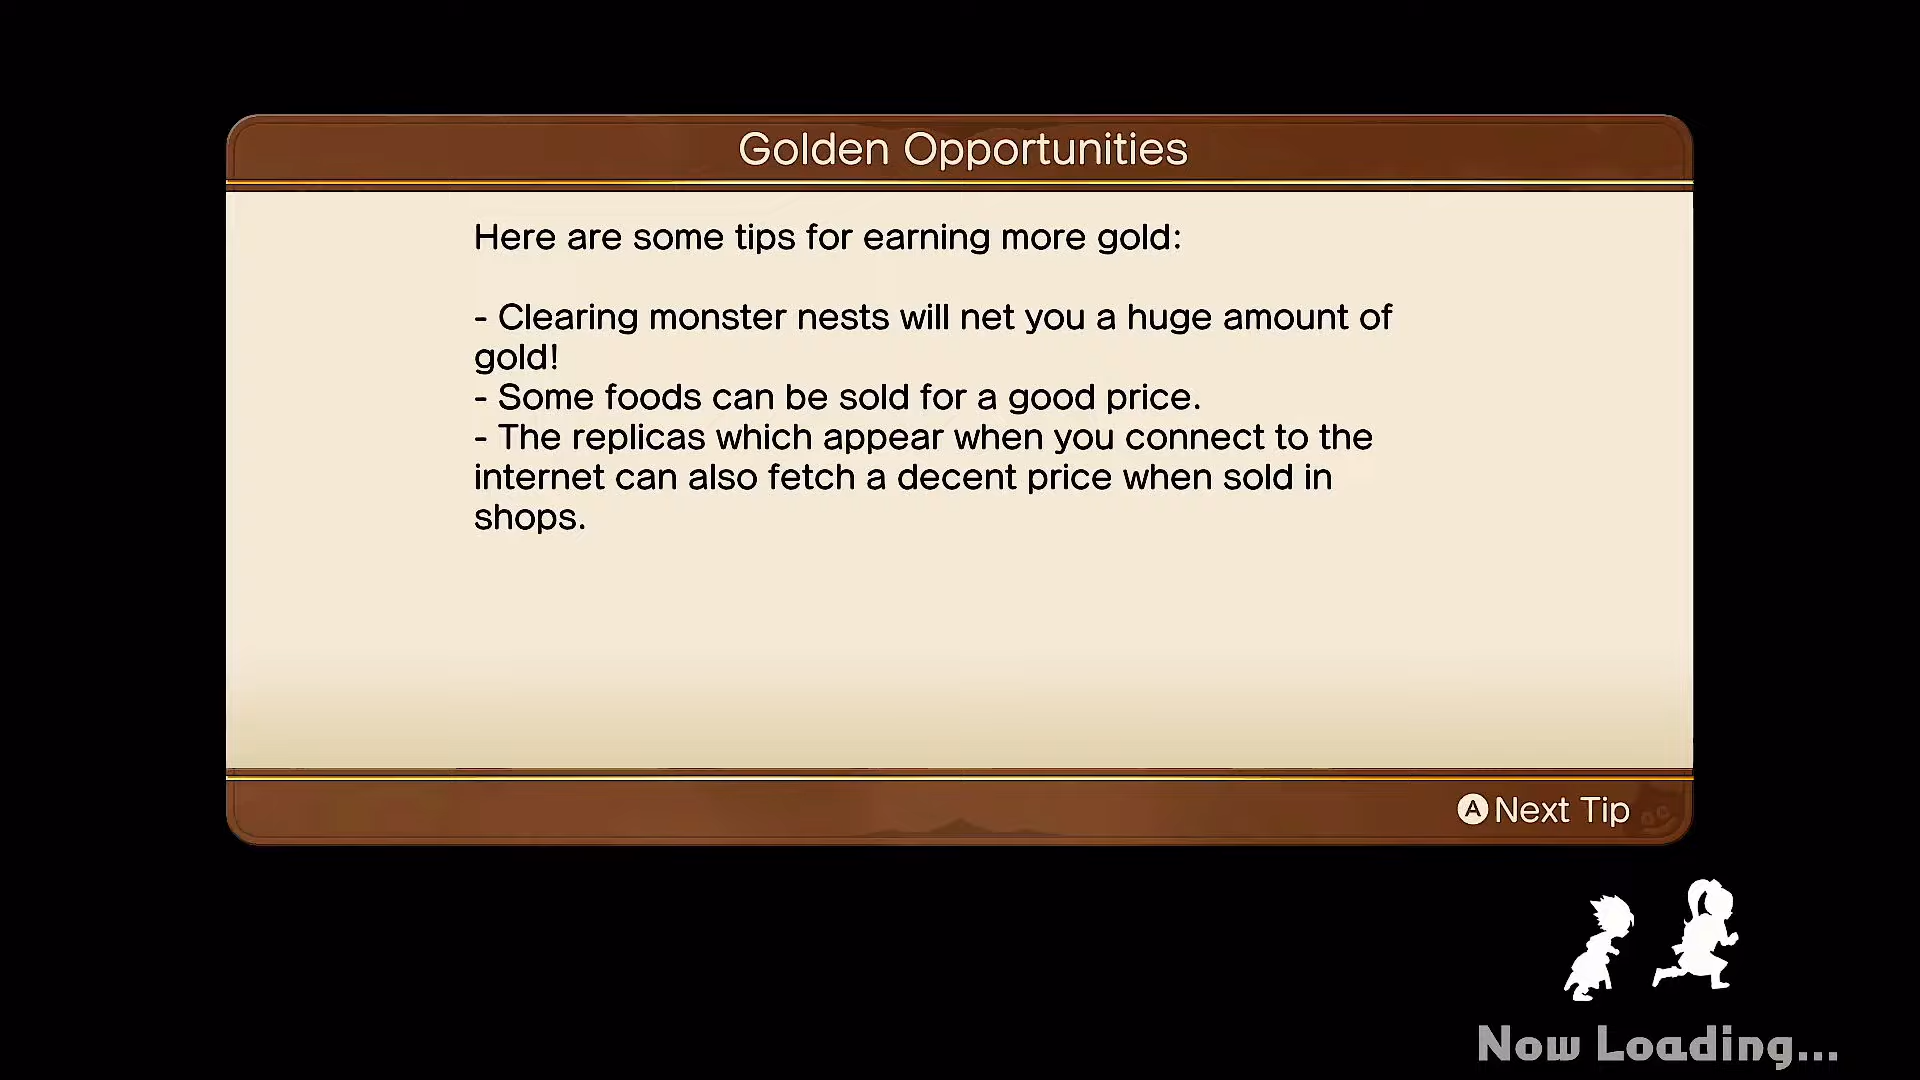 Golden Opportunities
Here are some tips for earning more gold:
- Clearing monster nests will net you a huge amount of
gold!
- Some foods can be sold for a good price.
- The replicas which appear when you connect to the
internet can also fetch a decent price when sold in
shops.
A Next Tip
Now Loading...